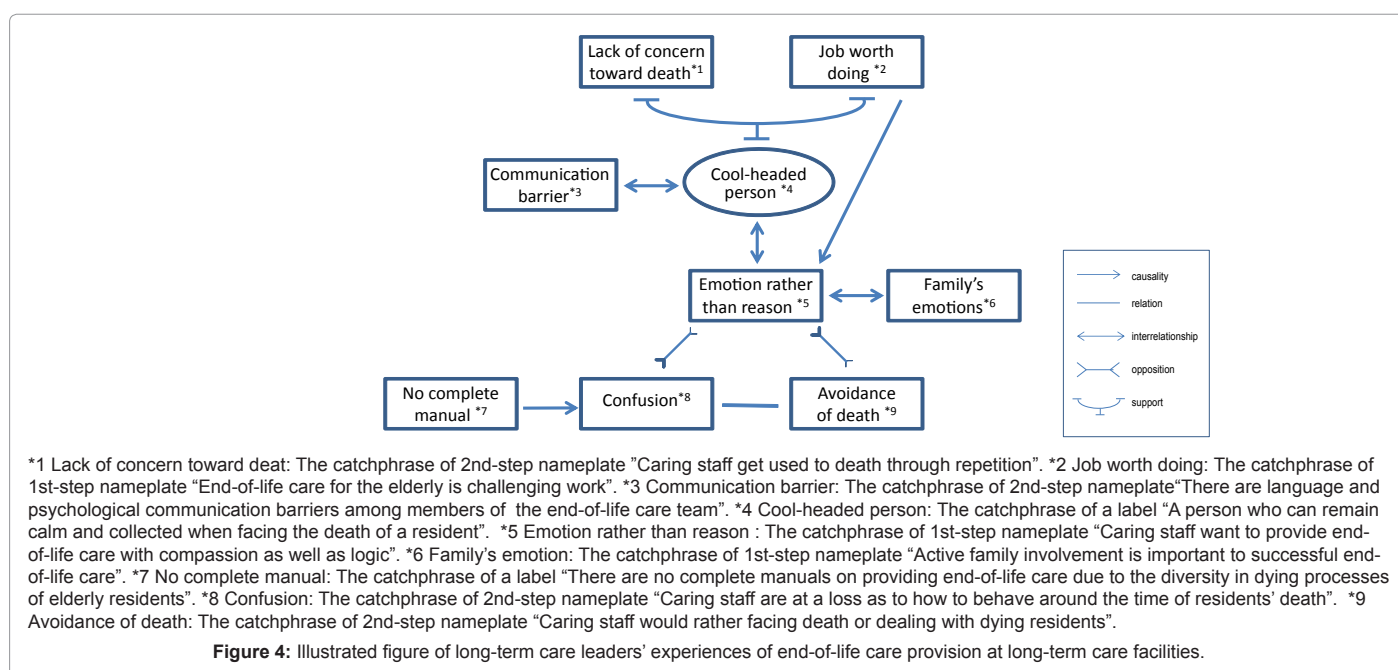 Lack of concern
toward death*1
Job worth
doing *2
Communication
barrier*3
Cool-headed
person *4
Emotion rather
than reason *5
Family's
emotions*6
No complete
manual *7
Confusion*8
Avoidance
of death *9
causality
relation
interrelationship
opposition
support
*1 Lack of concern toward deat: The catchphrase of 2nd-step nameplate ”Caring staff get used to death through repetition”. *2 Job worth doing: The catchphrase of
1st-step nameplate “End-of-life care for the elderly is challenging work”. *3 Communication barrier: The catchphrase of 2nd-step nameplate“There are language and
psychological communication barriers among members of the end-of-life care team”. *4 Cool-headed person: The catchphrase of a label “A person who can remain
calm and collected when facing the death of a resident”. *5 Emotion rather than reason : The catchphrase of 1st-step nameplate “Caring staff want to provide end-
of-life care with compassion as well as logic”. *6 Family’s emotion: The catchphrase of 1st-step nameplate “Active family involvement is important to successful end-
of-life care”. *7 No complete manual: The catchphrase of a label “There are no complete manuals on providing end-of-life care due to the diversity in dying processes
of elderly residents”. *8 Confusion: The catchphrase of 2nd-step nameplate “Caring staff are at a loss as to how to behave around the time of residents’ death”. *9
Avoidance of death: The catchphrase of 2nd-step nameplate “Caring staff would rather facing death or dealing with dying residents”.
Figure 4: Illustrated figure of long-term care leaders’ experiences of end-of-life care provision at long-term care facilities.